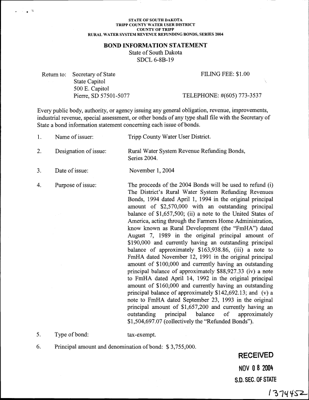 STATE OF SOUTH DAKOTA
TRIPP COUNTY WATER USER DISTRICT
COUNTY OF TRIPP
RURAL WATER SYSTEM REVENUE REFUNDING BONDS, SERIES 2004
BOND INFORMATION STATEMENT
State of South Dakota
SDCL 6-8B-19
Return to: Secretary of State FILING FEE: $1.00
State Capitol
500 E. Capitol
Pierre, SD 57501-5077 TELEPHONE: #(605) 773-3537
Every public body, authority, or agency issuing any general obligation, revenue, improvements,
industrial revenue, special assessment, or other bonds of any type shall file with the Secretary of
State a bond information statement concerning each issue of bonds.
1. Name of issuer: Tripp County Water User District.
2. Designation of issue: Rural Water System Revenue Refunding Bonds,
Series 2004.
3. Date of issue: November 1, 2004
4. Purpose of issue: The proceeds of the 2004 Bonds will be used to refund (i)
The District's Rural Water System Refunding Revenues
Bonds, 1994 dated April 1, 1994 in the original principal
amount of $2,570,000 with an outstanding principal
balance of $1,657,500; (ii) a note to the United States of
America, acting through the Farmers Home Administration,
know known as Rural Development (the "FmHA") dated
August 7, 1989 in the original principal amount of
$190,000 and currently having an outstanding principal
balance of approximately $163,938.86, (iii) a note to
FmHA dated November 12, 1991 in the original principal
amount of $100,000 and currently having an outstanding
principal balance of approximately $88,927.33 (iv) a note
to FmHA dated April 14, 1992 in the original principal
amount of $160,000 and currently having an outstanding
principal balance of approximately $142,692.13; and (v) a
note to FmHA dated September 23, 1993 in the original
principal amount of $1,657,200 and currently having an
outstanding principal balance of approximately
$1,504,697.07 (collectively the "Refunded Bonds").
5. Type of bond: tax-exempt.
6. Principal amount and denomination of bond: $ 3,755,000.
RECEIVED
NOV 08 2004
S.D. SEC. OF STATE
1374452